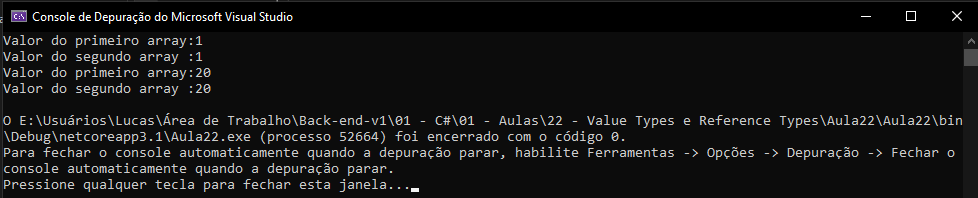 Console de Depuração do Microsoft Visual Studio
Valor do primeiro array:1
Valor do segundo array :1
Valor do primeiro array:20
Valor do segundo array :20
O E:\Usuários\Lucas\Área de Trabalho\Back-end-v1\01 - C#\01 - Aulas\22 - Value Types e Reference Types\Aula22\Aula22\bin
\Debug\netcoreapp3.1\Aula22.exe (processo 52664) foi encerrado com o código 0.
Para fechar o console automaticamente quando a depuração parar, habilite Ferramentas -> Opções -> Depuração -> Fechar o
console automaticamente quando a depuração parar.
Pressione qualquer tecla para fechar esta janela...